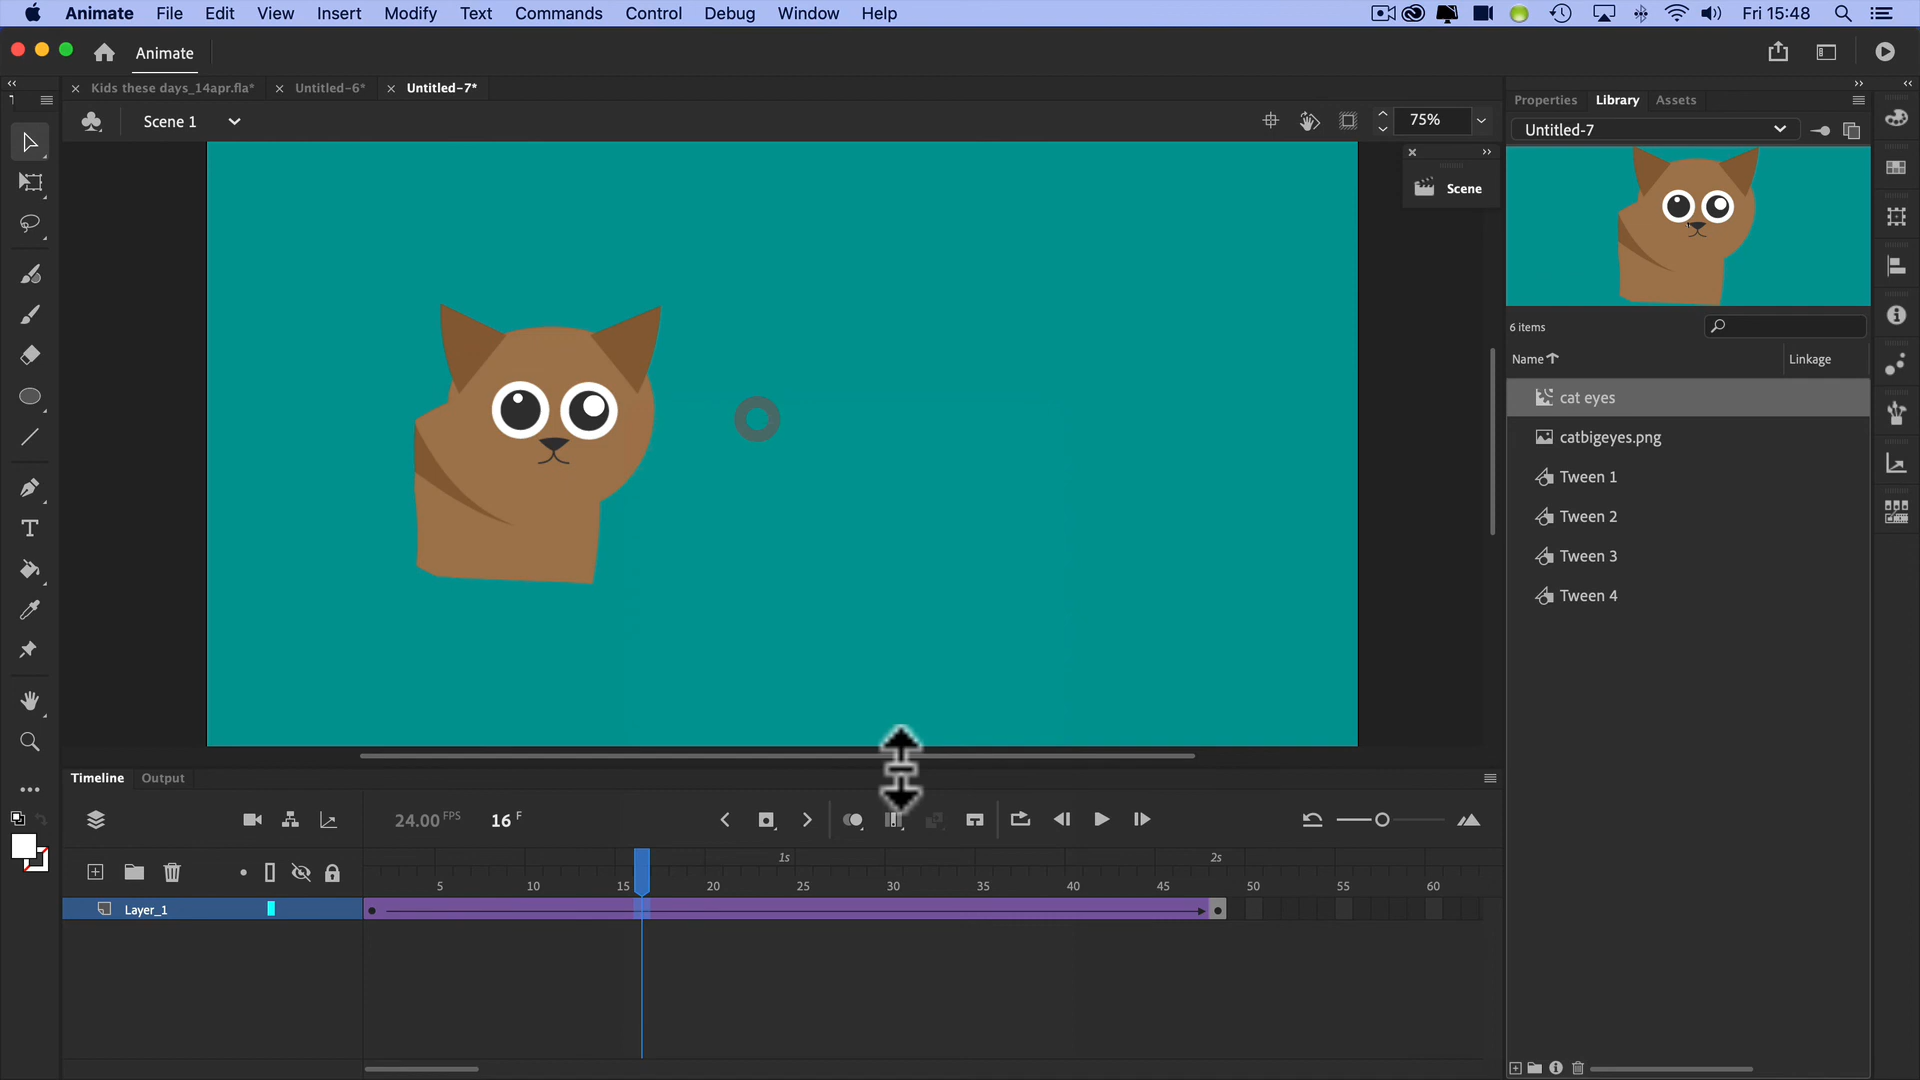 Animate File Edit View Insert Modify Text Commands Control Debug Window Help Fri 15:48
Animate
Kids these days_14apr.fla* Untitled-6* Untitled-7*
Properties Library Assets
Scene 1 75%
Untitled-7
Scene
6 items
Name Linkage
cat eyes
catbigeyes.png
Tween 1
Tween 2
Tween 3
Tween 4
Timeline Output
24.00 FPS 16 F
1s 2s
5 10 15 20 25 30 35 40 45 50 55 60
Layer_1